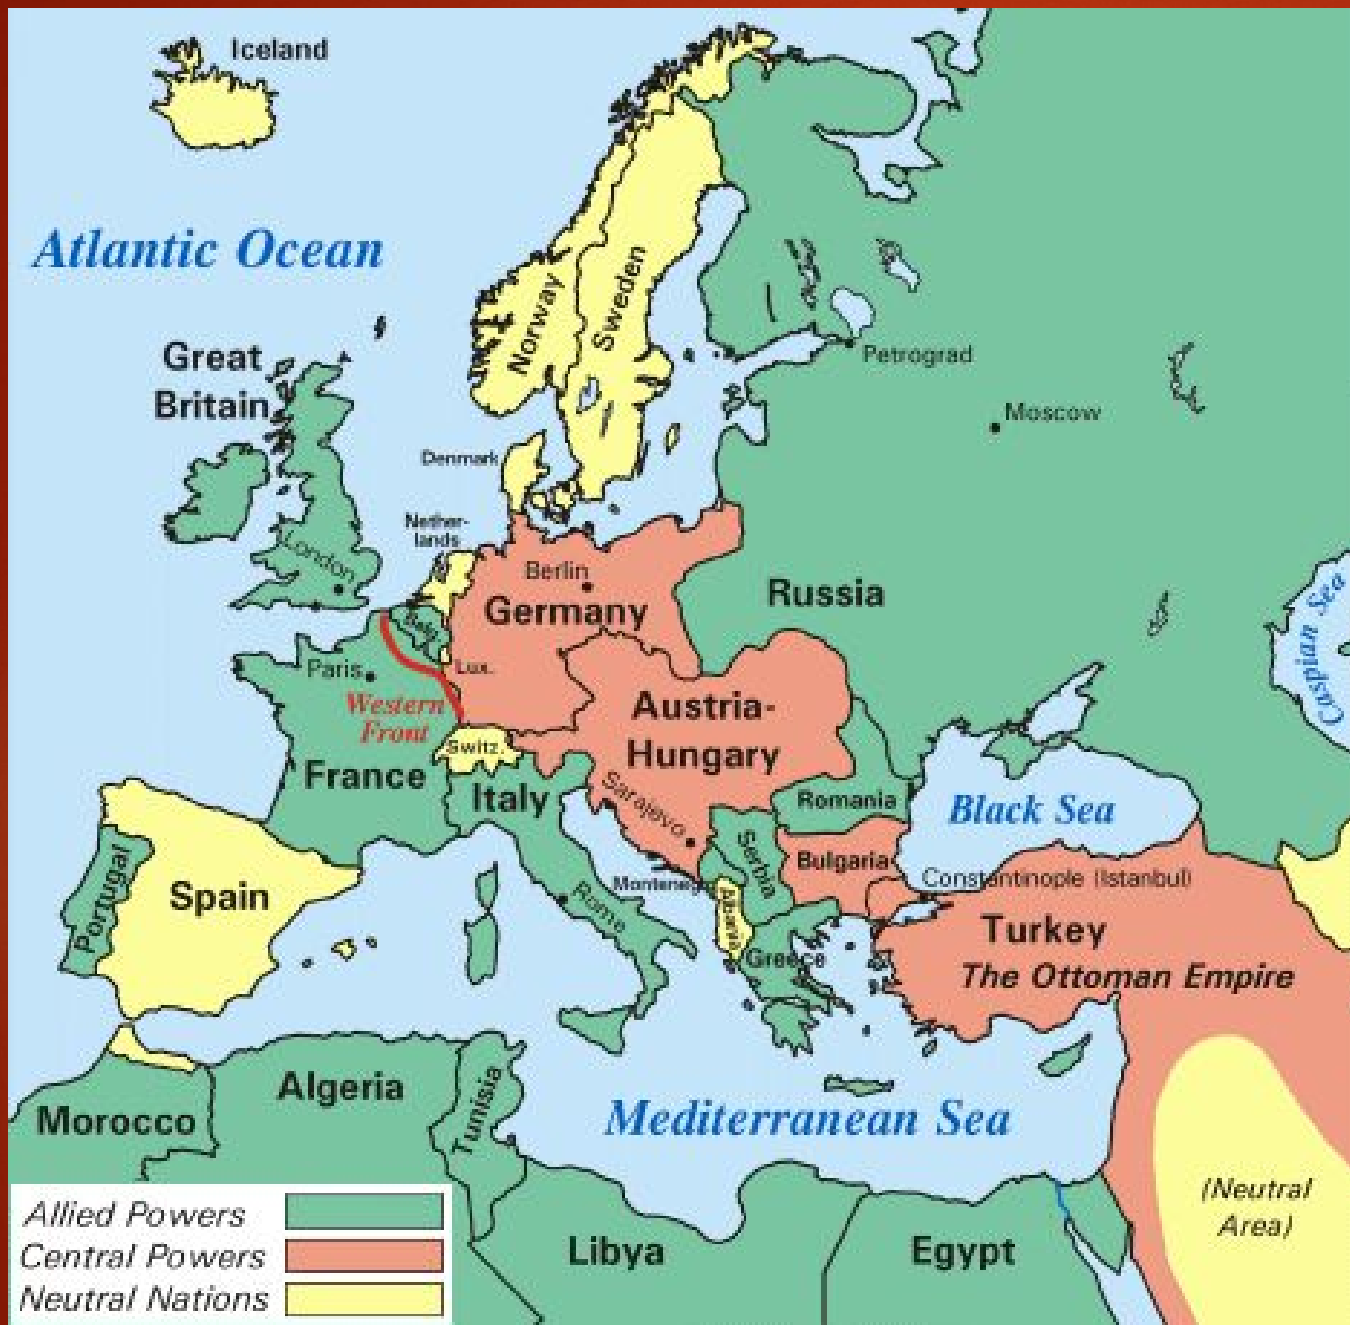 Iceland
Atlantic Ocean
Norway
Sweden
Great
Britain
Petrograd
Moscow
Denmark
Nether-
lands
London
Berlin
Germany
Russia
Caspian Sea
Belg.
Paris
Lux.
Western
Front
Austria-
Hungary
Switz.
France
Italy
Sarajevo
Romania
Black Sea
Portugal
Spain
Serbia
Bulgaria
Constantinople (Istanbul)
Montenegr
Albania
Rome
Greece
Turkey
The Ottoman Empire
Algeria
Tunisia
Morocco
Mediterranean Sea
(Neutral
Area)
Libya
Egypt
Allied Powers
Central Powers
Neutral Nations